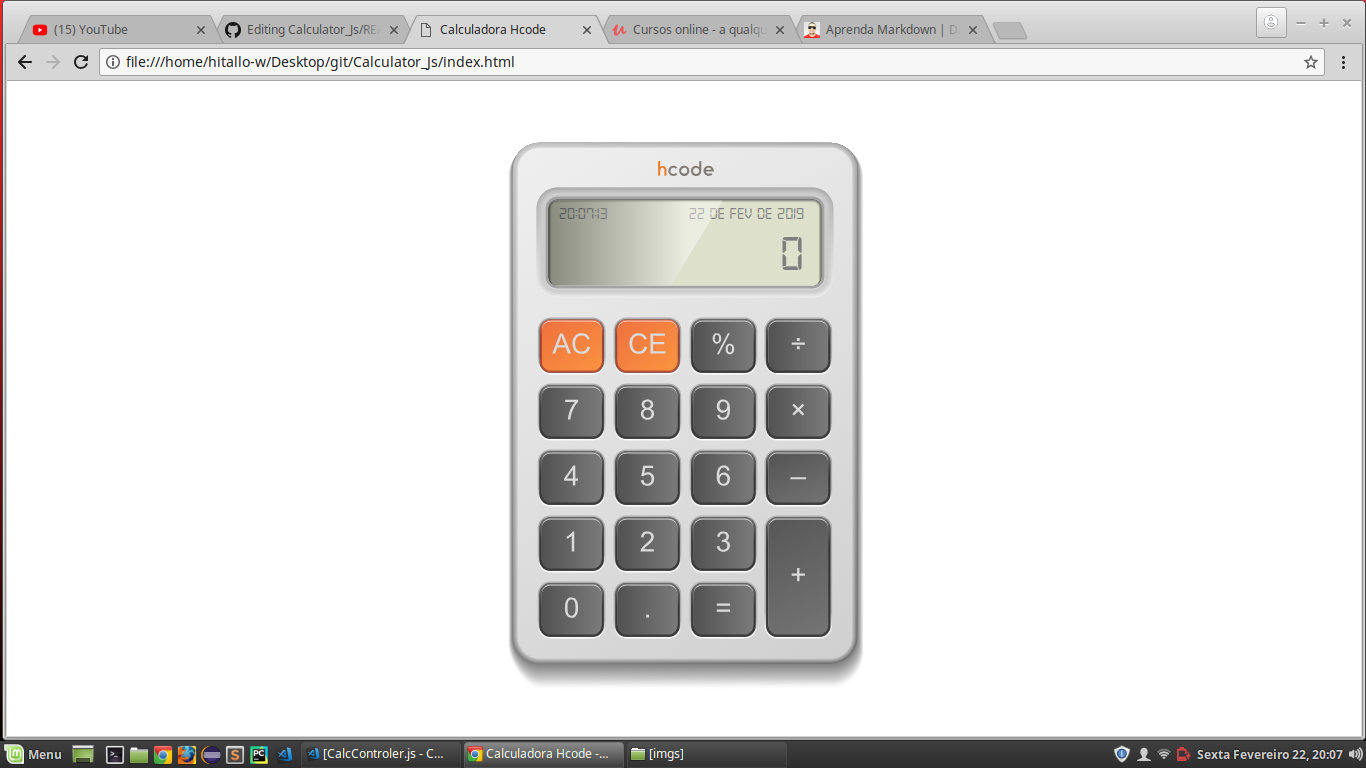 (15) YouTube
Editing Calculator_Js/RE
Calculadora Hcode
Cursos online - a qualqu
Aprenda Markdown | D
file:///home/hitallo-w/Desktop/git/Calculator_Js/index.html
hcode
20:07:13 22 DE FEV DE 2019
0
AC CE % ÷
7 8 9 ×
4 5 6 –
1 2 3
+
0 . =
Menu
[CalcControler.js - C...
Calculadora Hcode -...
[imgs]
Sexta Fevereiro 22, 20:07